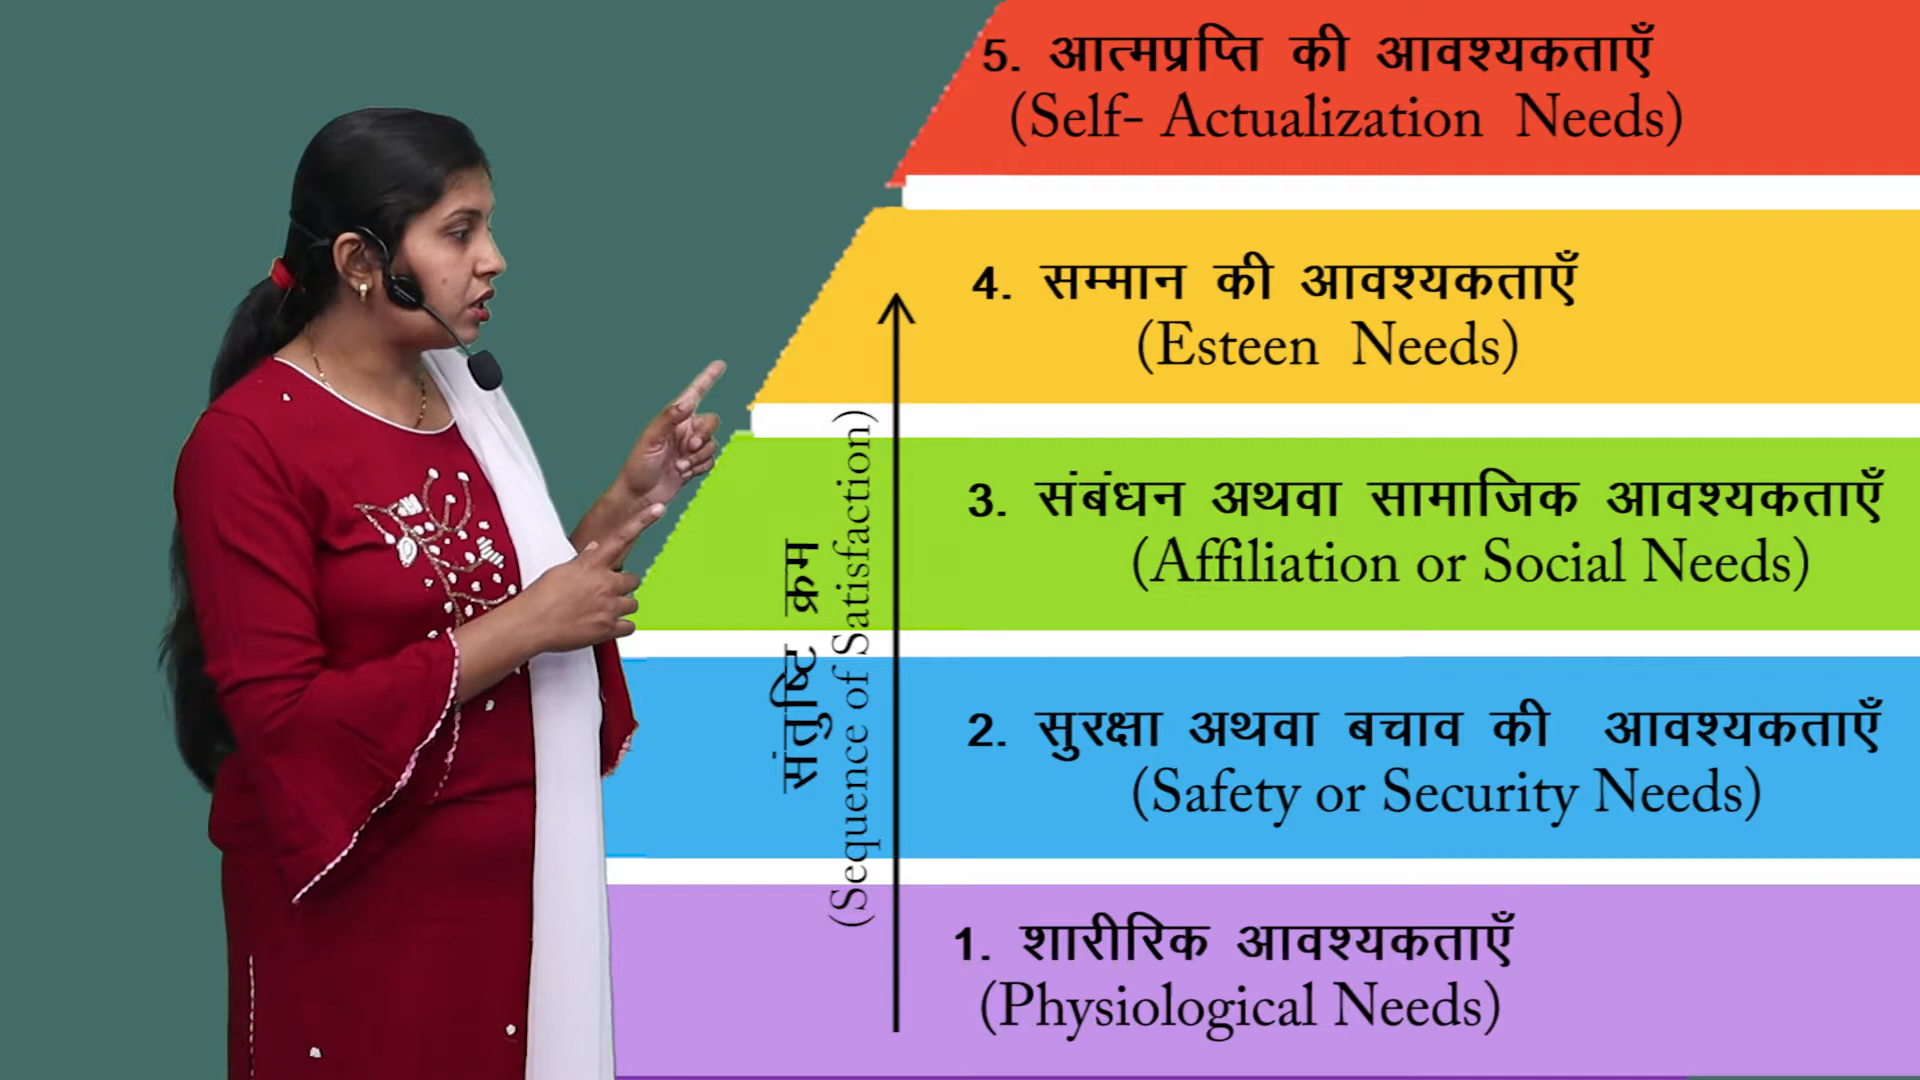 5. आत्मप्रप्ति की आवश्यकताएँ
(Self- Actualization Needs)
4. सम्मान की आवश्यकताएँ
(Esteen Needs)
3. संबंधन अथवा सामाजिक आवश्यकताएँ
(Affiliation or Social Needs)
2. सुरक्षा अथवा बचाव की आवश्यकताएँ
(Safety or Security Needs)
1. शारीरिक आवश्यकताएँ
(Physiological Needs)
संतुष्टि क्रम
(Sequence of Satisfaction)